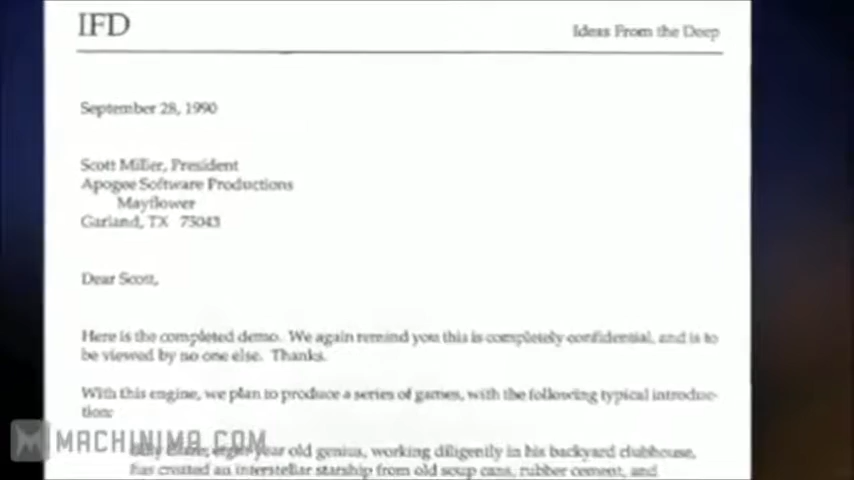 IFD
Ideas From the Deep
September 28, 1990
Scott Miller, President
Apogee Software Productions
Mayflower
Garland, TX 75043
Dear Scott,
Here is the completed demo. We again remind you this is completely confidential, and is to
be viewed by no one else. Thanks.
With this engine, we plan to produce a series of games, with the following typical introduc-
tion:
year old genius, working diligently in his backyard clubhouse,
has created an interstellar starship from old soup cans, rubber cement, and
MACHINIMA.COM